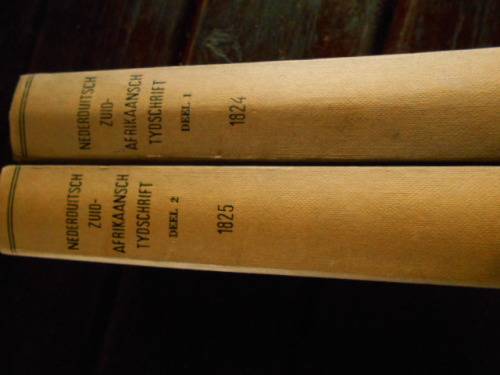 NEDERDUITSCH
ZUID-
AFRIKAANSCH
TYDSCHRIFT
DEEL 1
1824
NEDERDUITSCH
ZUID-
AFRIKAANSCH
TYDSCHRIFT
DEEL 2
1825